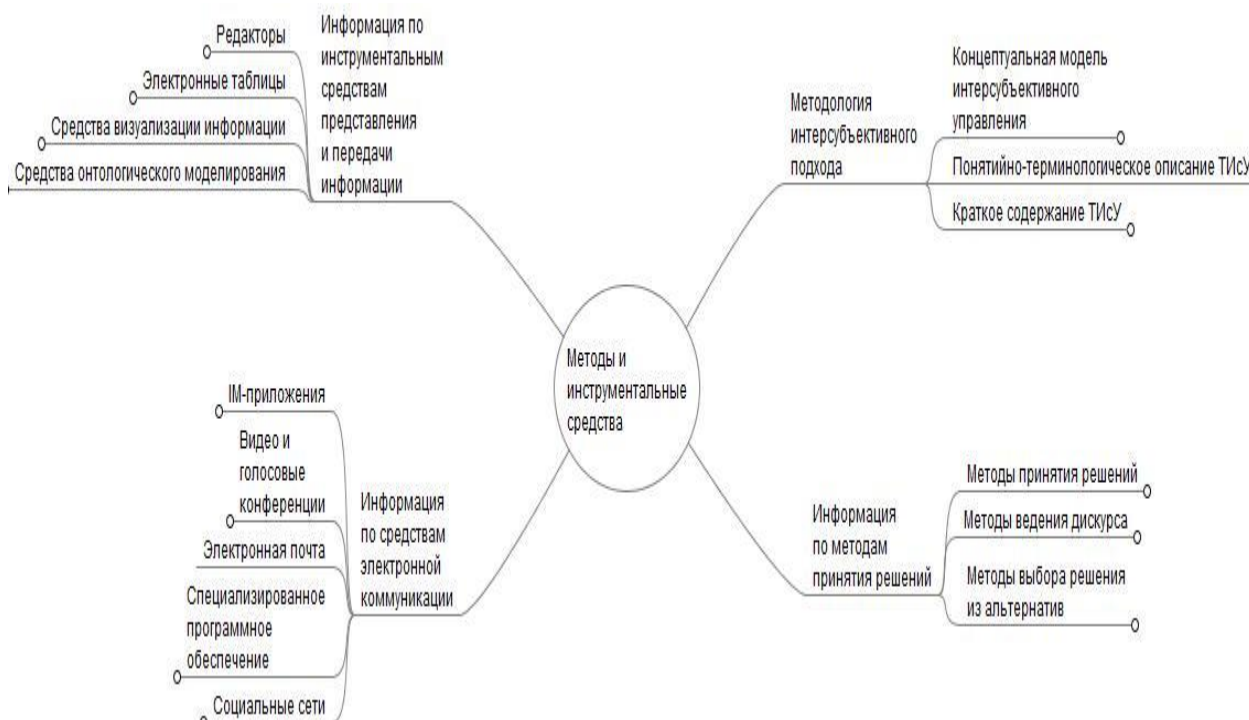 Редакторы
Электронные таблицы
Средства визуализации информации
Средства онтологического моделирования
Информация по
инструментальным
средствам
представления
и передачи
информации
Методология
интерсубъективного
подхода
Концептуальная модель
интерсубъективного
управления
Понятийно-терминологическое описание ТИсУ
Краткое содержание ТИсУ
Методы и
инструментальные
средства
IM-приложения
Видео и
голосовые
конференции
Электронная почта
Специализированное
программное
обеспечение
Социальные сети
Информация
по средствам
электронной
коммуникации
Информация
по методам
принятия решений
Методы принятия решений
Методы ведения дискурса
Методы выбора решения
из альтернатив